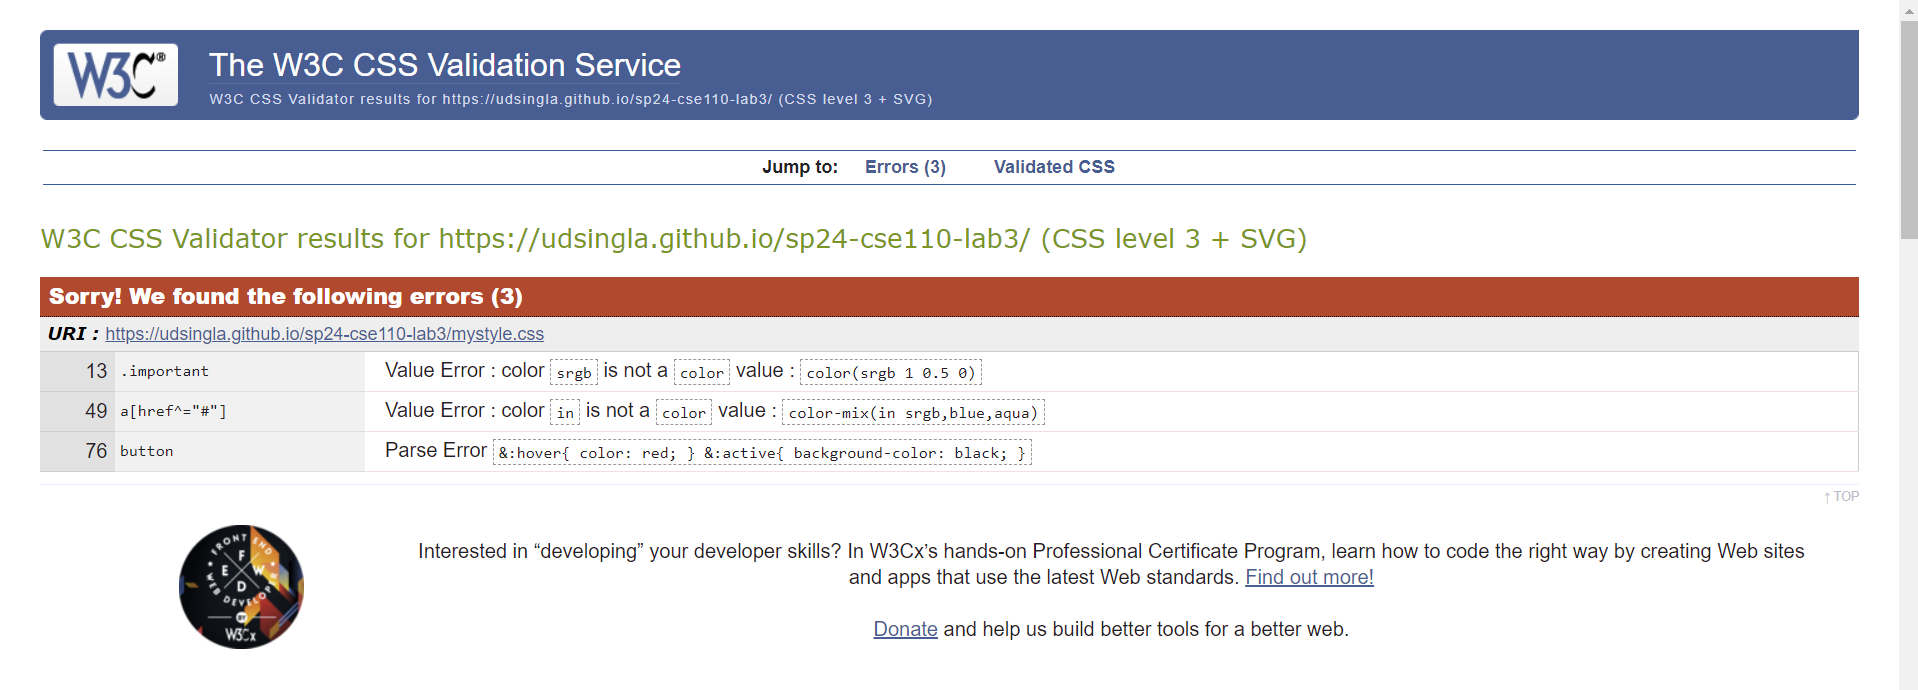 W3C®
The W3C CSS Validation Service
W3C CSS Validator results for https://udsingla.github.io/sp24-cse110-lab3/ (CSS level 3 + SVG)
Jump to: Errors (3) Validated CSS
W3C CSS Validator results for https://udsingla.github.io/sp24-cse110-lab3/ (CSS level 3 + SVG)
Sorry! We found the following errors (3)
URI : https://udsingla.github.io/sp24-cse110-lab3/mystyle.css
13 .important Value Error : color srgb is not a color value : color(srgb 1 0.5 0)
49 a[href^="#"] Value Error : color in is not a color value : color-mix(in srgb,blue,aqua)
76 button Parse Error &:hover{ color: red; } &:active{ background-color: black; }
↑ TOP
FRONT END
F
E W
D
WEB DEVELOPER
BY
W3Cx
Interested in “developing” your developer skills? In W3Cx’s hands-on Professional Certificate Program, learn how to code the right way by creating Web sites
and apps that use the latest Web standards. Find out more!
Donate and help us build better tools for a better web.